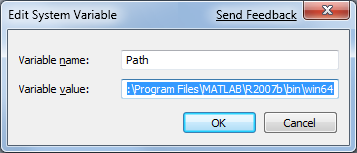 Edit System Variable
Send Feedback
Variable name:
Path
Variable value:
:\Program Files\MATLAB\R2007b\bin\win64
OK
Cancel